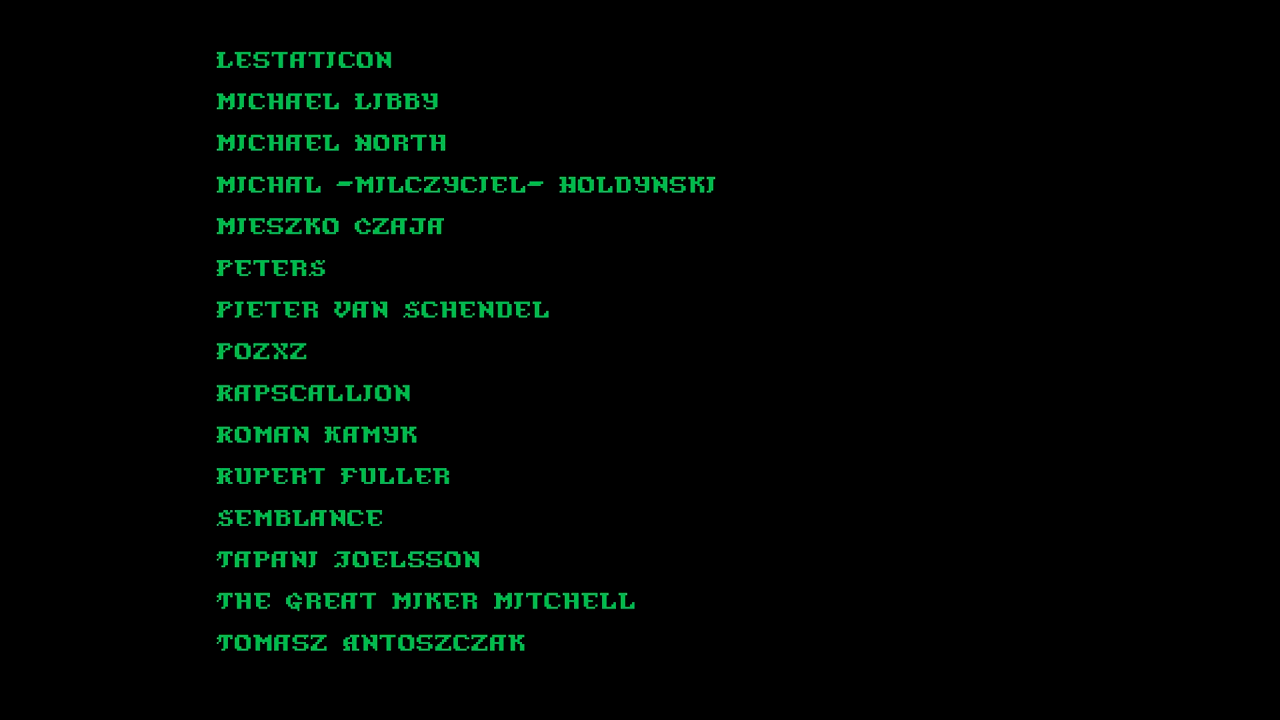 LESTATICON
MICHAEL LIBBY
MICHAEL NORTH
MICHAL -MILCZYCIEL- HOLDYNSKI
MIESZKO CZAJA
PETERS
PIETER VAN SCHENDEL
POZXZ
RAPSCALLION
ROMAN KAMYK
RUPERT FULLER
SEMBLANCE
TAPANI JOELSSON
THE GREAT MIKER MITCHELL
TOMASZ ANTOSZCZAK